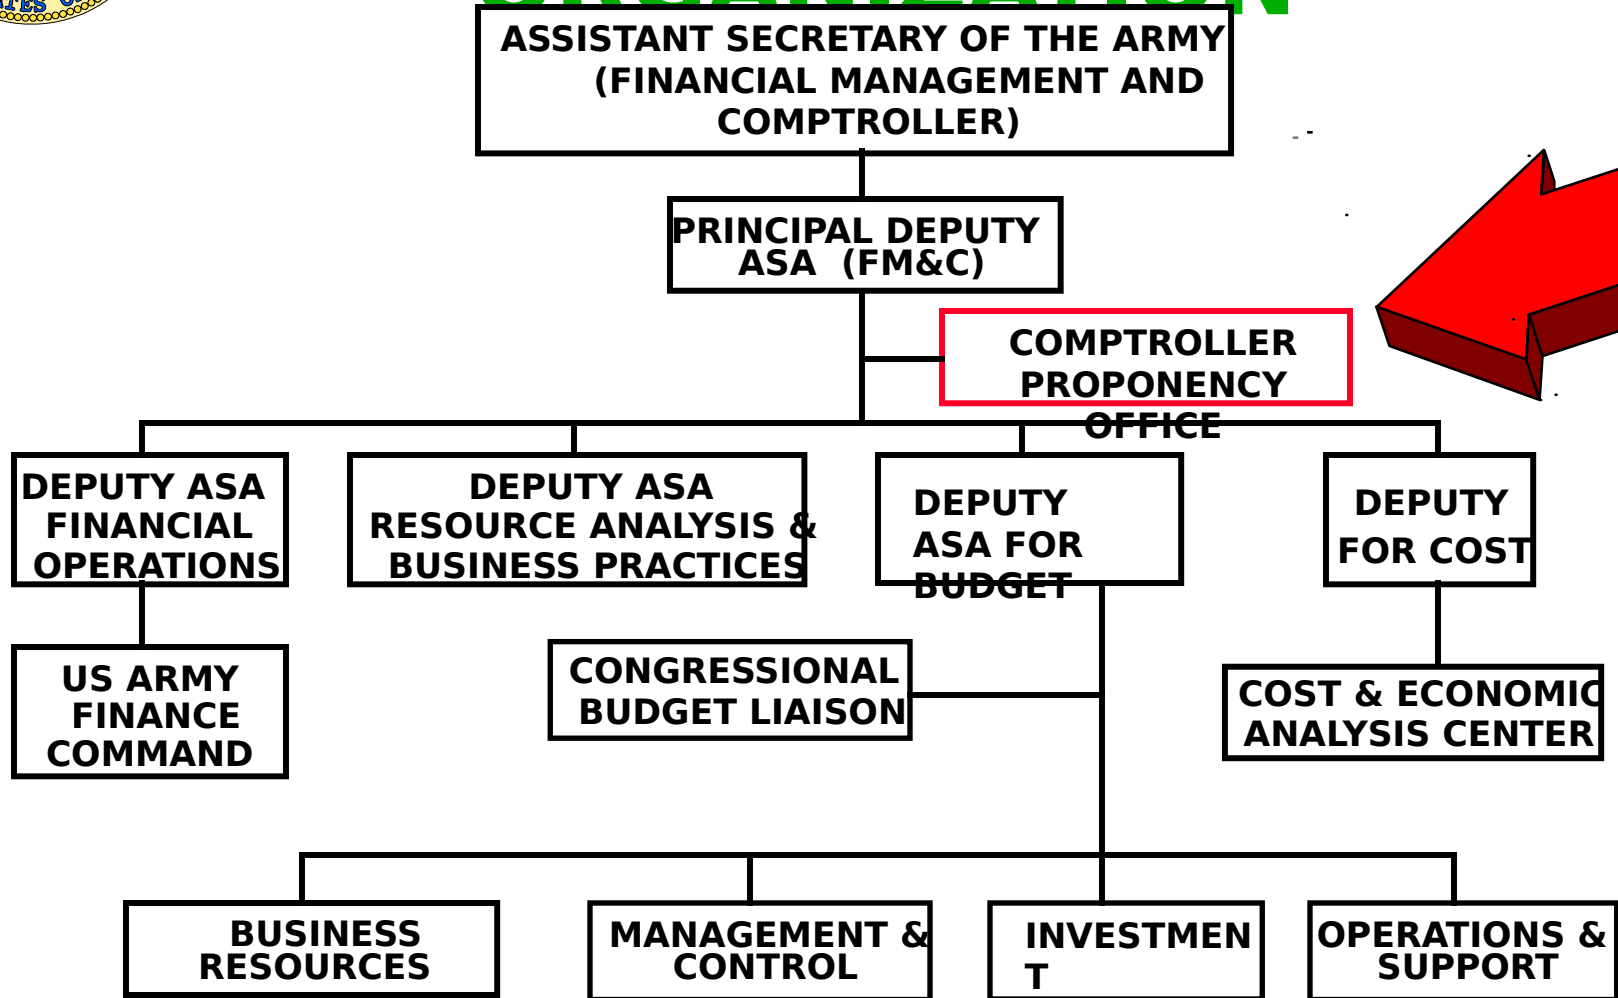 ORGANIZATION
ASSISTANT SECRETARY OF THE ARMY
(FINANCIAL MANAGEMENT AND
COMPTROLLER)
PRINCIPAL DEPUTY
ASA (FM&C)
COMPTROLLER
PROPONENCY
OFFICE
DEPUTY ASA
FINANCIAL
OPERATIONS
DEPUTY ASA
RESOURCE ANALYSIS &
BUSINESS PRACTICES
DEPUTY
ASA FOR
BUDGET
DEPUTY
FOR COST
US ARMY
FINANCE
COMMAND
CONGRESSIONAL
BUDGET LIAISON
COST & ECONOMIC
ANALYSIS CENTER
BUSINESS
RESOURCES
MANAGEMENT &
CONTROL
INVESTMEN
T
OPERATIONS &
SUPPORT